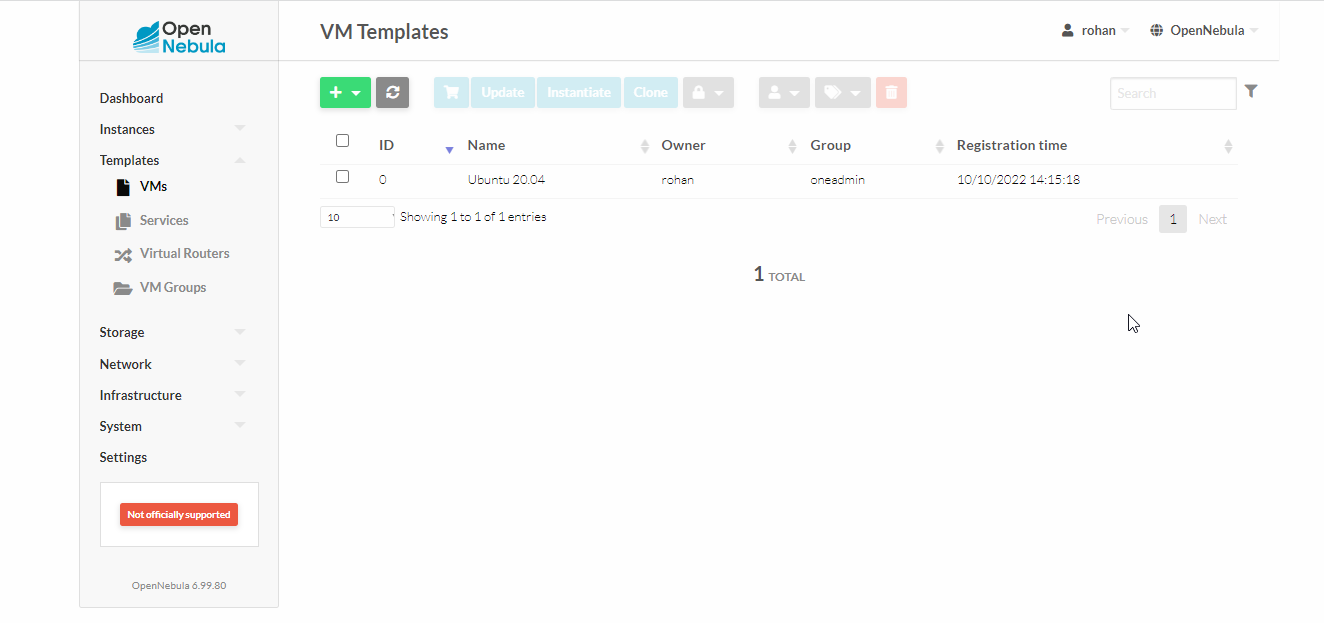 Open
Nebula
VM Templates
rohan
OpenNebula
Dashboard
Instances
Templates
VMs
Services
Virtual Routers
VM Groups
Storage
Network
Infrastructure
System
Settings
Not officially supported
OpenNebula 6.99.80
+
Update
Instantiate
Clone
Search
ID
Name
Owner
Group
Registration time
0
Ubuntu 20.04
rohan
oneadmin
10/10/2022 14:15:18
10
Showing 1 to 1 of 1 entries
Previous
1
Next
1 TOTAL